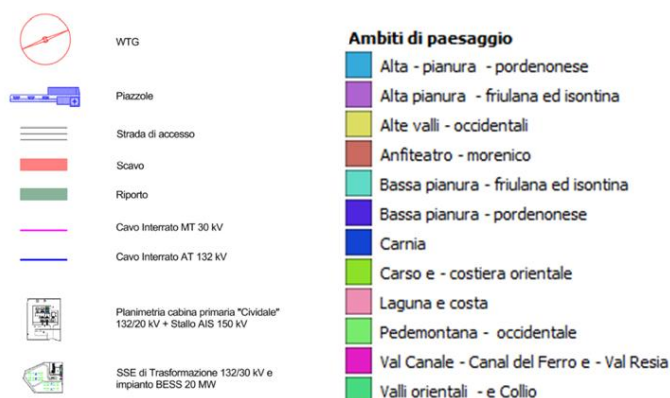 WTG
Piazzole
Strada di accesso
Scavo
Riporto
Cavo Interrato MT 30 kV
Cavo Interrato AT 132 kV
Planimetria cabina primaria "Cividale"
132/20 kV + Stallo AIS 150 kV
SSE di Trasformazione 132/30 kV e
impianto BESS 20 MW
Ambiti di paesaggio
Alta - pianura - pordenonese
Alta pianura - friulana ed isontina
Alte valli - occidentali
Anfiteatro - morenico
Bassa pianura - friulana ed isontina
Bassa pianura - pordenonese
Carnia
Carso e - costiera orientale
Laguna e costa
Pedemontana - occidentale
Val Canale - Canal del Ferro e - Val Resia
Valli orientali - e Collio